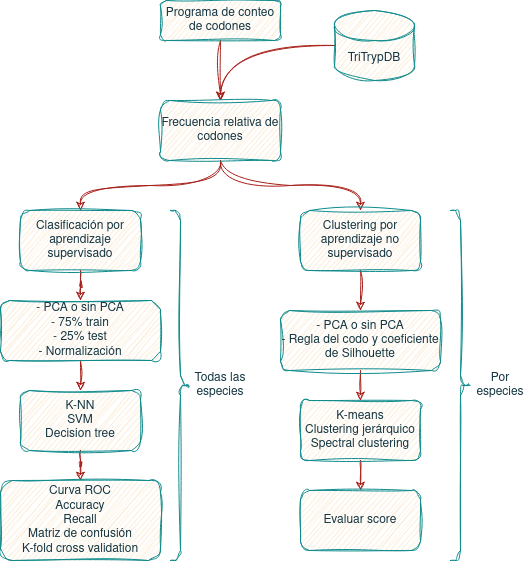 Programa de conteo
de codones
TriTrypDB
Frecuencia relativa de
codones
Clasificación por
aprendizaje
supervisado
- PCA o sin PCA
- 75% train
- 25% test
- Normalización
K-NN
SVM
Decision tree
Curva ROC
Accuracy
Recall
Matriz de confusión
K-fold cross validation
Todas las
especies
Clustering por
aprendizaje no
supervisado
- PCA o sin PCA
- Regla del codo y coeficiente
de Silhouette
K-means
Clustering jerárquico
Spectral clustering
Evaluar score
Por
especies